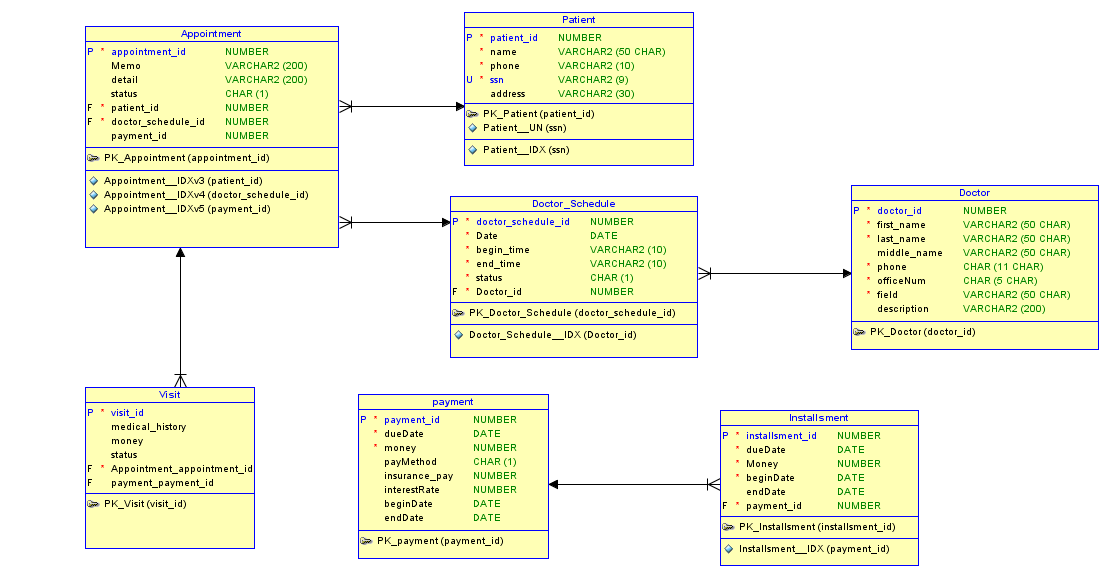 Appointment
P * appointment_id NUMBER
Memo VARCHAR2 (200)
detail VARCHAR2 (200)
status CHAR (1)
F * patient_id NUMBER
F * doctor_schedule_id NUMBER
payment_id NUMBER
PK_Appointment (appointment_id)
Appointment__IDXv3 (patient_id)
Appointment__IDXv4 (doctor_schedule_id)
Appointment__IDXv5 (payment_id)
Patient
P * patient_id NUMBER
* name VARCHAR2 (50 CHAR)
* phone VARCHAR2 (10)
U * ssn VARCHAR2 (9)
address VARCHAR2 (30)
PK_Patient (patient_id)
Patient__UN (ssn)
Patient__IDX (ssn)
Doctor_Schedule
P * doctor_schedule_id NUMBER
* Date DATE
* begin_time VARCHAR2 (10)
* end_time VARCHAR2 (10)
* status CHAR (1)
F * Doctor_id NUMBER
PK_Doctor_Schedule (doctor_schedule_id)
Doctor_Schedule__IDX (Doctor_id)
Doctor
P * doctor_id NUMBER
* first_name VARCHAR2 (50 CHAR)
* last_name VARCHAR2 (50 CHAR)
middle_name VARCHAR2 (50 CHAR)
* phone CHAR (11 CHAR)
* officeNum CHAR (5 CHAR)
* field VARCHAR2 (50 CHAR)
description VARCHAR2 (200)
PK_Doctor (doctor_id)
Visit
P * visit_id
medical_history
money
status
F * Appointment_appointment_id
F payment_payment_id
PK_Visit (visit_id)
payment
P * payment_id NUMBER
* dueDate DATE
* money NUMBER
payMethod CHAR (1)
insurance_pay NUMBER
interestRate NUMBER
beginDate DATE
endDate DATE
PK_payment (payment_id)
Installsment
P * installsment_id NUMBER
* dueDate DATE
* Money NUMBER
* beginDate DATE
endDate DATE
F * payment_id NUMBER
PK_Installsment (installsment_id)
Installsment__IDX (payment_id)